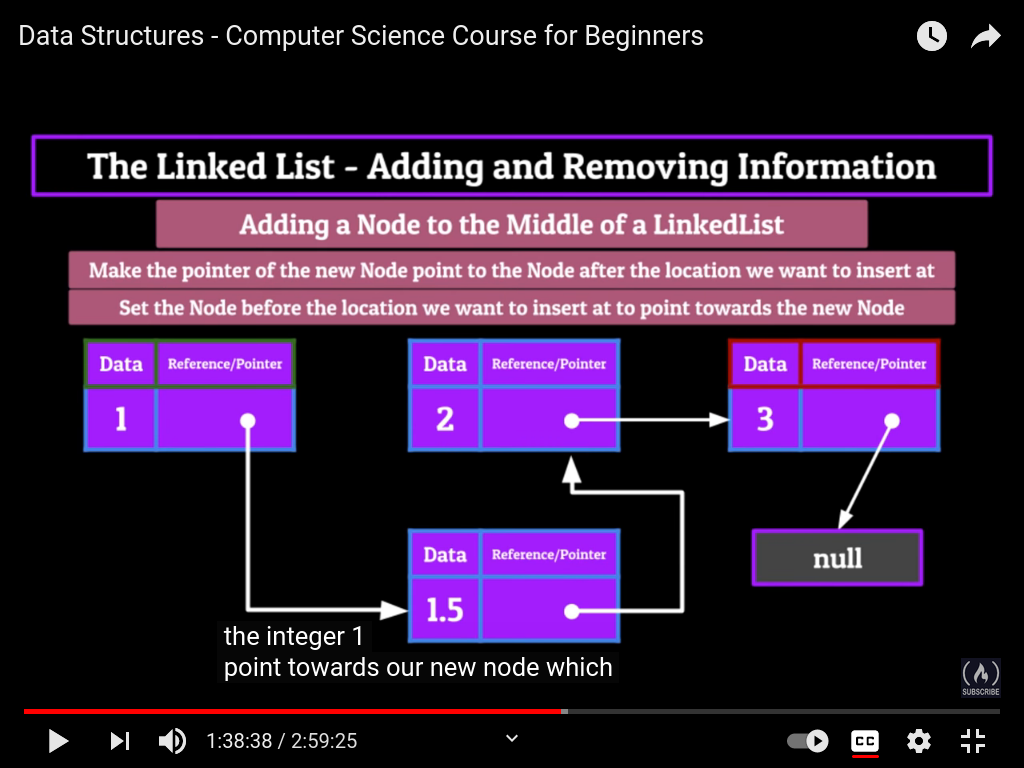 Data Structures - Computer Science Course for Beginners
The Linked List - Adding and Removing Information
Adding a Node to the Middle of a LinkedList
Make the pointer of the new Node point to the Node after the location we want to insert at
Set the Node before the location we want to insert at to point towards the new Node
Data Reference/Pointer
1
Data Reference/Pointer
2
Data Reference/Pointer
3
Data Reference/Pointer
1.5
null
the integer 1
point towards our new node which
SUBSCRIBE
1:38:38 / 2:59:25
CC